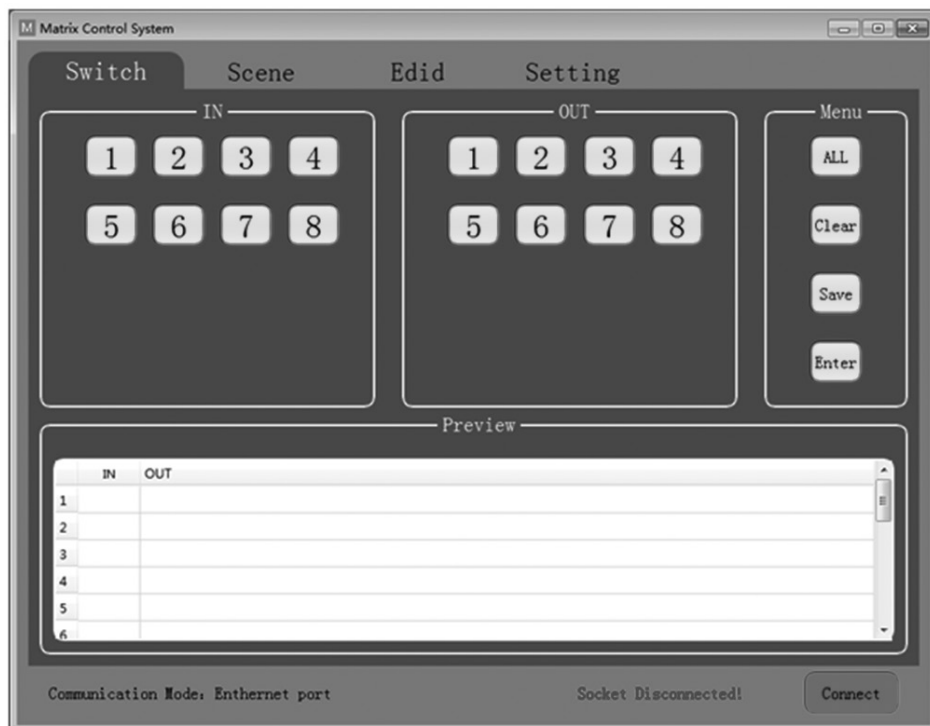 M Matrix Control System
Switch Scene Edid Setting
IN OUT Menu
1 2 3 4 1 2 3 4 ALL
5 6 7 8 5 6 7 8 Clear
Save
Enter
Preview
IN OUT
1
2
3
4
5
6
Communication Mode: Enthernet port Socket Disconnected! Connect